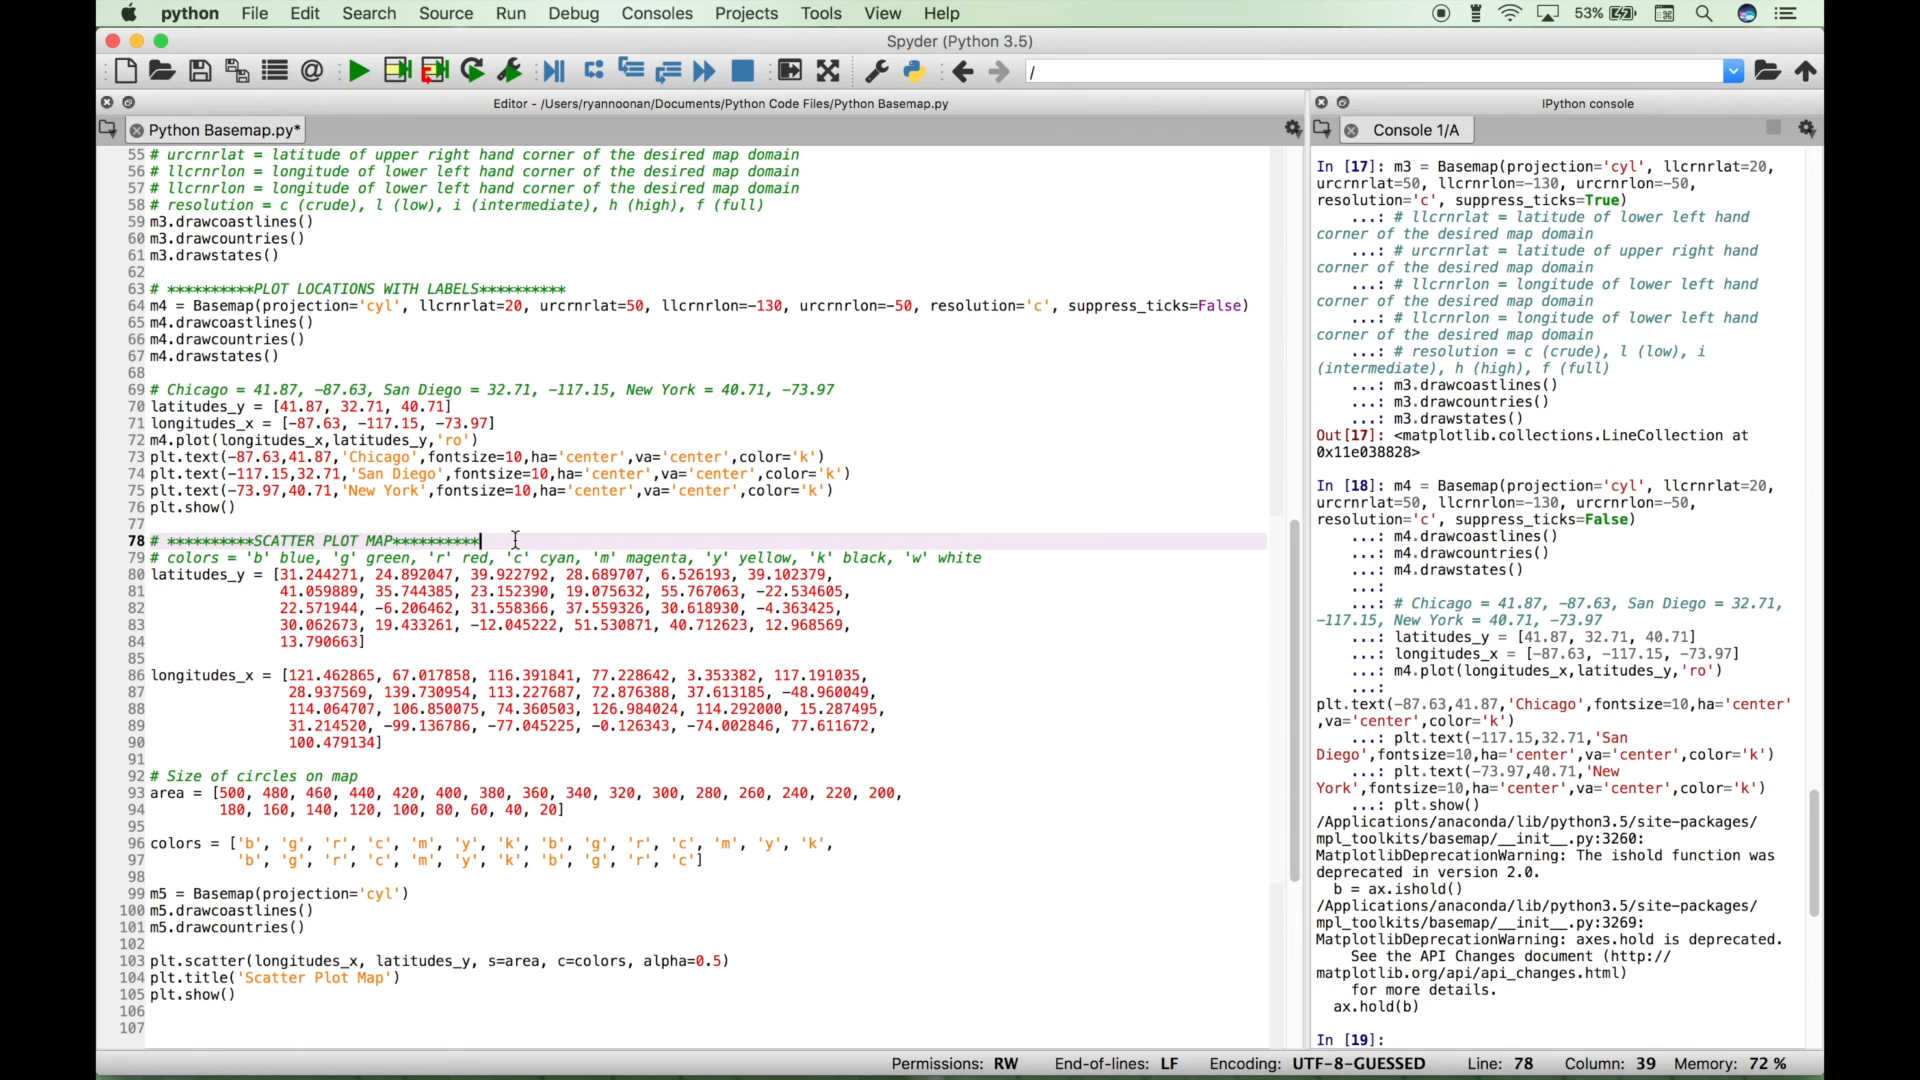 python File Edit Search Source Run Debug Consoles Projects Tools View Help 53%
Spyder (Python 3.5)
/
Editor - /Users/ryannoonan/Documents/Python Code Files/Python Basemap.py
Python Basemap.py*
55 # urcrnrlat = latitude of upper right hand corner of the desired map domain
56 # llcrnrlon = longitude of lower left hand corner of the desired map domain
57 # llcrnrlon = longitude of lower left hand corner of the desired map domain
58 # resolution = c (crude), l (low), i (intermediate), h (high), f (full)
59 m3.drawcoastlines()
60 m3.drawcountries()
61 m3.drawstates()
62
63 # **********PLOT LOCATIONS WITH LABELS**********
64 m4 = Basemap(projection='cyl', llcrnrlat=20, urcrnrlat=50, llcrnrlon=-130, urcrnrlon=-50, resolution='c', suppress_ticks=False)
65 m4.drawcoastlines()
66 m4.drawcountries()
67 m4.drawstates()
68
69 # Chicago = 41.87, -87.63, San Diego = 32.71, -117.15, New York = 40.71, -73.97
70 latitudes_y = [41.87, 32.71, 40.71]
71 longitudes_x = [-87.63, -117.15, -73.97]
72 m4.plot(longitudes_x,latitudes_y,'ro')
73 plt.text(-87.63,41.87,'Chicago',fontsize=10,ha='center',va='center',color='k')
74 plt.text(-117.15,32.71,'San Diego',fontsize=10,ha='center',va='center',color='k')
75 plt.text(-73.97,40.71,'New York',fontsize=10,ha='center',va='center',color='k')
76 plt.show()
77
78 # **********SCATTER PLOT MAP**********
79 # colors = 'b' blue, 'g' green, 'r' red, 'c' cyan, 'm' magenta, 'y' yellow, 'k' black, 'w' white
80 latitudes_y = [31.244271, 24.892047, 39.922792, 28.689707, 6.526193, 39.102379,
81 41.059889, 35.744385, 23.152390, 19.075632, 55.767063, -22.534605,
82 22.571944, -6.206462, 31.558366, 37.559326, 30.618930, -4.363425,
83 30.062673, 19.433261, -12.045222, 51.530871, 40.712623, 12.968569,
84 13.790663]
85
86 longitudes_x = [121.462865, 67.017858, 116.391841, 77.228642, 3.353382, 117.191035,
87 28.937569, 139.730954, 113.227687, 72.876388, 37.613185, -48.960049,
88 114.064707, 106.850075, 74.360503, 126.984024, 114.292000, 15.287495,
89 31.214520, -99.136786, -77.045225, -0.126343, -74.002846, 77.611672,
90 100.479134]
91
92 # Size of circles on map
93 area = [500, 480, 460, 440, 420, 400, 380, 360, 340, 320, 300, 280, 260, 240, 220, 200,
94 180, 160, 140, 120, 100, 80, 60, 40, 20]
95
96 colors = ['b', 'g', 'r', 'c', 'm', 'y', 'k', 'b', 'g', 'r', 'c', 'm', 'y', 'k',
97 'b', 'g', 'r', 'c', 'm', 'y', 'k', 'b', 'g', 'r', 'c']
98
99 m5 = Basemap(projection='cyl')
100 m5.drawcoastlines()
101 m5.drawcountries()
102
103 plt.scatter(longitudes_x, latitudes_y, s=area, c=colors, alpha=0.5)
104 plt.title('Scatter Plot Map')
105 plt.show()
106
107
IPython console
Console 1/A
In [17]: m3 = Basemap(projection='cyl', llcrnrlat=20,
urcrnrlat=50, llcrnrlon=-130, urcrnrlon=-50,
resolution='c', suppress_ticks=True)
...: # llcrnrlat = latitude of lower left hand
corner of the desired map domain
...: # urcrnrlat = latitude of upper right hand
corner of the desired map domain
...: # llcrnrlon = longitude of lower left hand
corner of the desired map domain
...: # llcrnrlon = longitude of lower left hand
corner of the desired map domain
...: # resolution = c (crude), l (low), i
(intermediate), h (high), f (full)
...: m3.drawcoastlines()
...: m3.drawcountries()
...: m3.drawstates()
Out[17]: <matplotlib.collections.LineCollection at
0x11e038828>
In [18]: m4 = Basemap(projection='cyl', llcrnrlat=20,
urcrnrlat=50, llcrnrlon=-130, urcrnrlon=-50,
resolution='c', suppress_ticks=False)
...: m4.drawcoastlines()
...: m4.drawcountries()
...: m4.drawstates()
...:
...: # Chicago = 41.87, -87.63, San Diego = 32.71,
-117.15, New York = 40.71, -73.97
...: latitudes_y = [41.87, 32.71, 40.71]
...: longitudes_x = [-87.63, -117.15, -73.97]
...: m4.plot(longitudes_x,latitudes_y,'ro')
...:
plt.text(-87.63,41.87,'Chicago',fontsize=10,ha='center'
,va='center',color='k')
...: plt.text(-117.15,32.71,'San
Diego',fontsize=10,ha='center',va='center',color='k')
...: plt.text(-73.97,40.71,'New
York',fontsize=10,ha='center',va='center',color='k')
...: plt.show()
/Applications/anaconda/lib/python3.5/site-packages/
mpl_toolkits/basemap/__init__.py:3260:
MatplotlibDeprecationWarning: The ishold function was
deprecated in version 2.0.
b = ax.ishold()
/Applications/anaconda/lib/python3.5/site-packages/
mpl_toolkits/basemap/__init__.py:3269:
MatplotlibDeprecationWarning: axes.hold is deprecated.
See the API Changes document (http://
matplotlib.org/api/api_changes.html)
for more details.
ax.hold(b)
In [19]:
Permissions: RW End-of-lines: LF Encoding: UTF-8-GUESSED Line: 78 Column: 39 Memory: 72 %